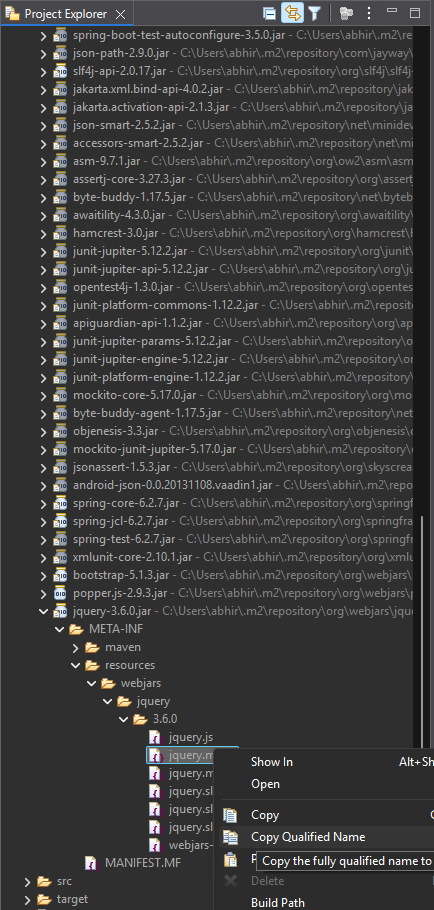 Project Explorer
spring-boot-test-autoconfigure-3.5.0.jar - C:\Users\abhir\.m2\re
json-path-2.9.0.jar - C:\Users\abhir\.m2\repository\com\jayway\
slf4j-api-2.0.17.jar - C:\Users\abhir\.m2\repository\org\slf4j\slf4j-
jakarta.xml.bind-api-4.0.2.jar - C:\Users\abhir\.m2\repository\jak
jakarta.activation-api-2.1.3.jar - C:\Users\abhir\.m2\repository\ja
json-smart-2.5.2.jar - C:\Users\abhir\.m2\repository\net\minidev
accessors-smart-2.5.2.jar - C:\Users\abhir\.m2\repository\net\mi
asm-9.7.1.jar - C:\Users\abhir\.m2\repository\org\ow2\asm\asm
assertj-core-3.27.3.jar - C:\Users\abhir\.m2\repository\org\assert
byte-buddy-1.17.5.jar - C:\Users\abhir\.m2\repository\net\byteb
awaitility-4.3.0.jar - C:\Users\abhir\.m2\repository\org\awaitility\
hamcrest-3.0.jar - C:\Users\abhir\.m2\repository\org\hamcrest\h
junit-jupiter-5.12.2.jar - C:\Users\abhir\.m2\repository\org\junit\
junit-jupiter-api-5.12.2.jar - C:\Users\abhir\.m2\repository\org\ju
opentest4j-1.3.0.jar - C:\Users\abhir\.m2\repository\org\opentes
junit-platform-commons-1.12.2.jar - C:\Users\abhir\.m2\reposito
apiguardian-api-1.1.2.jar - C:\Users\abhir\.m2\repository\org\ap
junit-jupiter-params-5.12.2.jar - C:\Users\abhir\.m2\repository\o
junit-jupiter-engine-5.12.2.jar - C:\Users\abhir\.m2\repository\or
junit-platform-engine-1.12.2.jar - C:\Users\abhir\.m2\repository\
mockito-core-5.17.0.jar - C:\Users\abhir\.m2\repository\org\mo
byte-buddy-agent-1.17.5.jar - C:\Users\abhir\.m2\repository\net
objenesis-3.3.jar - C:\Users\abhir\.m2\repository\org\objenesis\
mockito-junit-jupiter-5.17.0.jar - C:\Users\abhir\.m2\repository\o
jsonassert-1.5.3.jar - C:\Users\abhir\.m2\repository\org\skyscrea
android-json-0.0.20131108.vaadin1.jar - C:\Users\abhir\.m2\repos
spring-core-6.2.7.jar - C:\Users\abhir\.m2\repository\org\springf
spring-jcl-6.2.7.jar - C:\Users\abhir\.m2\repository\org\springfra
spring-test-6.2.7.jar - C:\Users\abhir\.m2\repository\org\springfr
xmlunit-core-2.10.1.jar - C:\Users\abhir\.m2\repository\org\xml
bootstrap-5.1.3.jar - C:\Users\abhir\.m2\repository\org\webjars\
popper.js-2.9.3.jar - C:\Users\abhir\.m2\repository\org\webjars\
jquery-3.6.0.jar - C:\Users\abhir\.m2\repository\org\webjars\jqu
META-INF
maven
resources
webjars
jquery
3.6.0
jquery.js
jquery.m
jquery.m
jquery.sl
jquery.sl
jquery.sl
webjars-
MANIFEST.MF
src
target
Show In Alt+Sh
Open
Copy C
Copy Qualified Name
P
Copy the fully qualified name to
Delete
Build Path